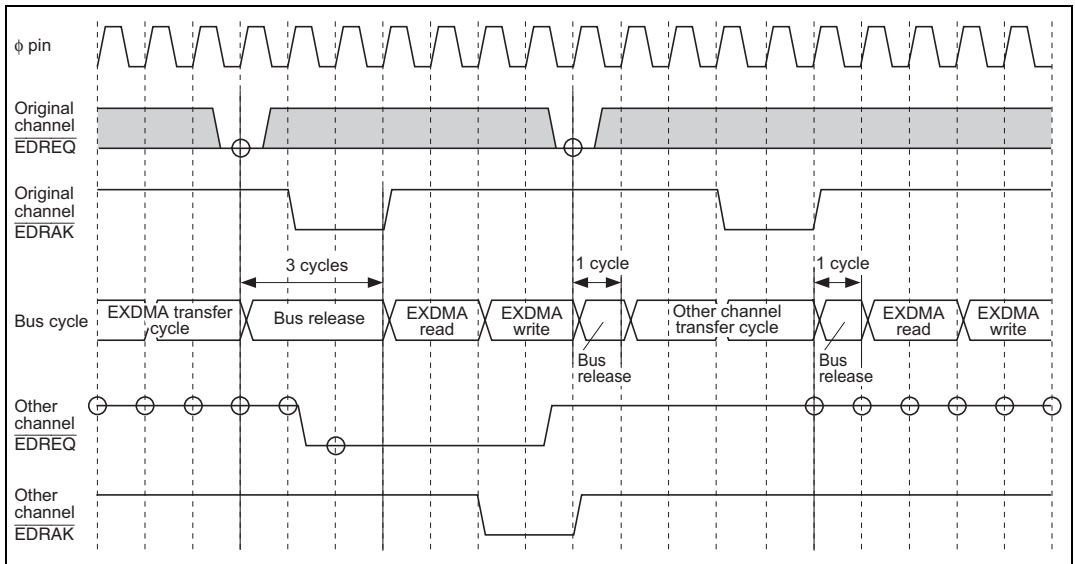 φ pin
Original
channel
EDREQ
Original
channel
EDRAK
3 cycles
1 cycle
1 cycle
Bus cycle
EXDMA transfer
cycle
Bus release
EXDMA
read
EXDMA
write
Bus
release
Other channel
transfer cycle
Bus
release
EXDMA
read
EXDMA
write
Other
channel
EDREQ
Other
channel
EDRAK